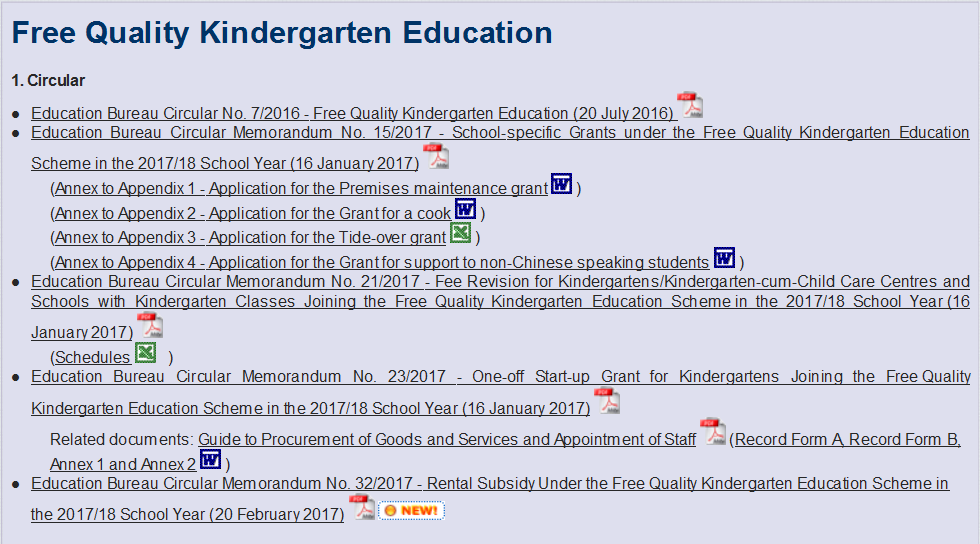 Free Quality Kindergarten Education
1. Circular
● Education Bureau Circular No. 7/2016 - Free Quality Kindergarten Education (20 July 2016)
● Education Bureau Circular Memorandum No. 15/2017 - School-specific Grants under the Free Quality Kindergarten Education
Scheme in the 2017/18 School Year (16 January 2017)
(Annex to Appendix 1 - Application for the Premises maintenance grant )
(Annex to Appendix 2 - Application for the Grant for a cook )
(Annex to Appendix 3 - Application for the Tide-over grant )
(Annex to Appendix 4 - Application for the Grant for support to non-Chinese speaking students )
● Education Bureau Circular Memorandum No. 21/2017 - Fee Revision for Kindergartens/Kindergarten-cum-Child Care Centres and
Schools with Kindergarten Classes Joining the Free Quality Kindergarten Education Scheme in the 2017/18 School Year (16
January 2017)
(Schedules )
● Education Bureau Circular Memorandum No. 23/2017 - One-off Start-up Grant for Kindergartens Joining the Free Quality
Kindergarten Education Scheme in the 2017/18 School Year (16 January 2017)
Related documents: Guide to Procurement of Goods and Services and Appointment of Staff (Record Form A, Record Form B,
Annex 1 and Annex 2 )
● Education Bureau Circular Memorandum No. 32/2017 - Rental Subsidy Under the Free Quality Kindergarten Education Scheme in
the 2017/18 School Year (20 February 2017) NEW!